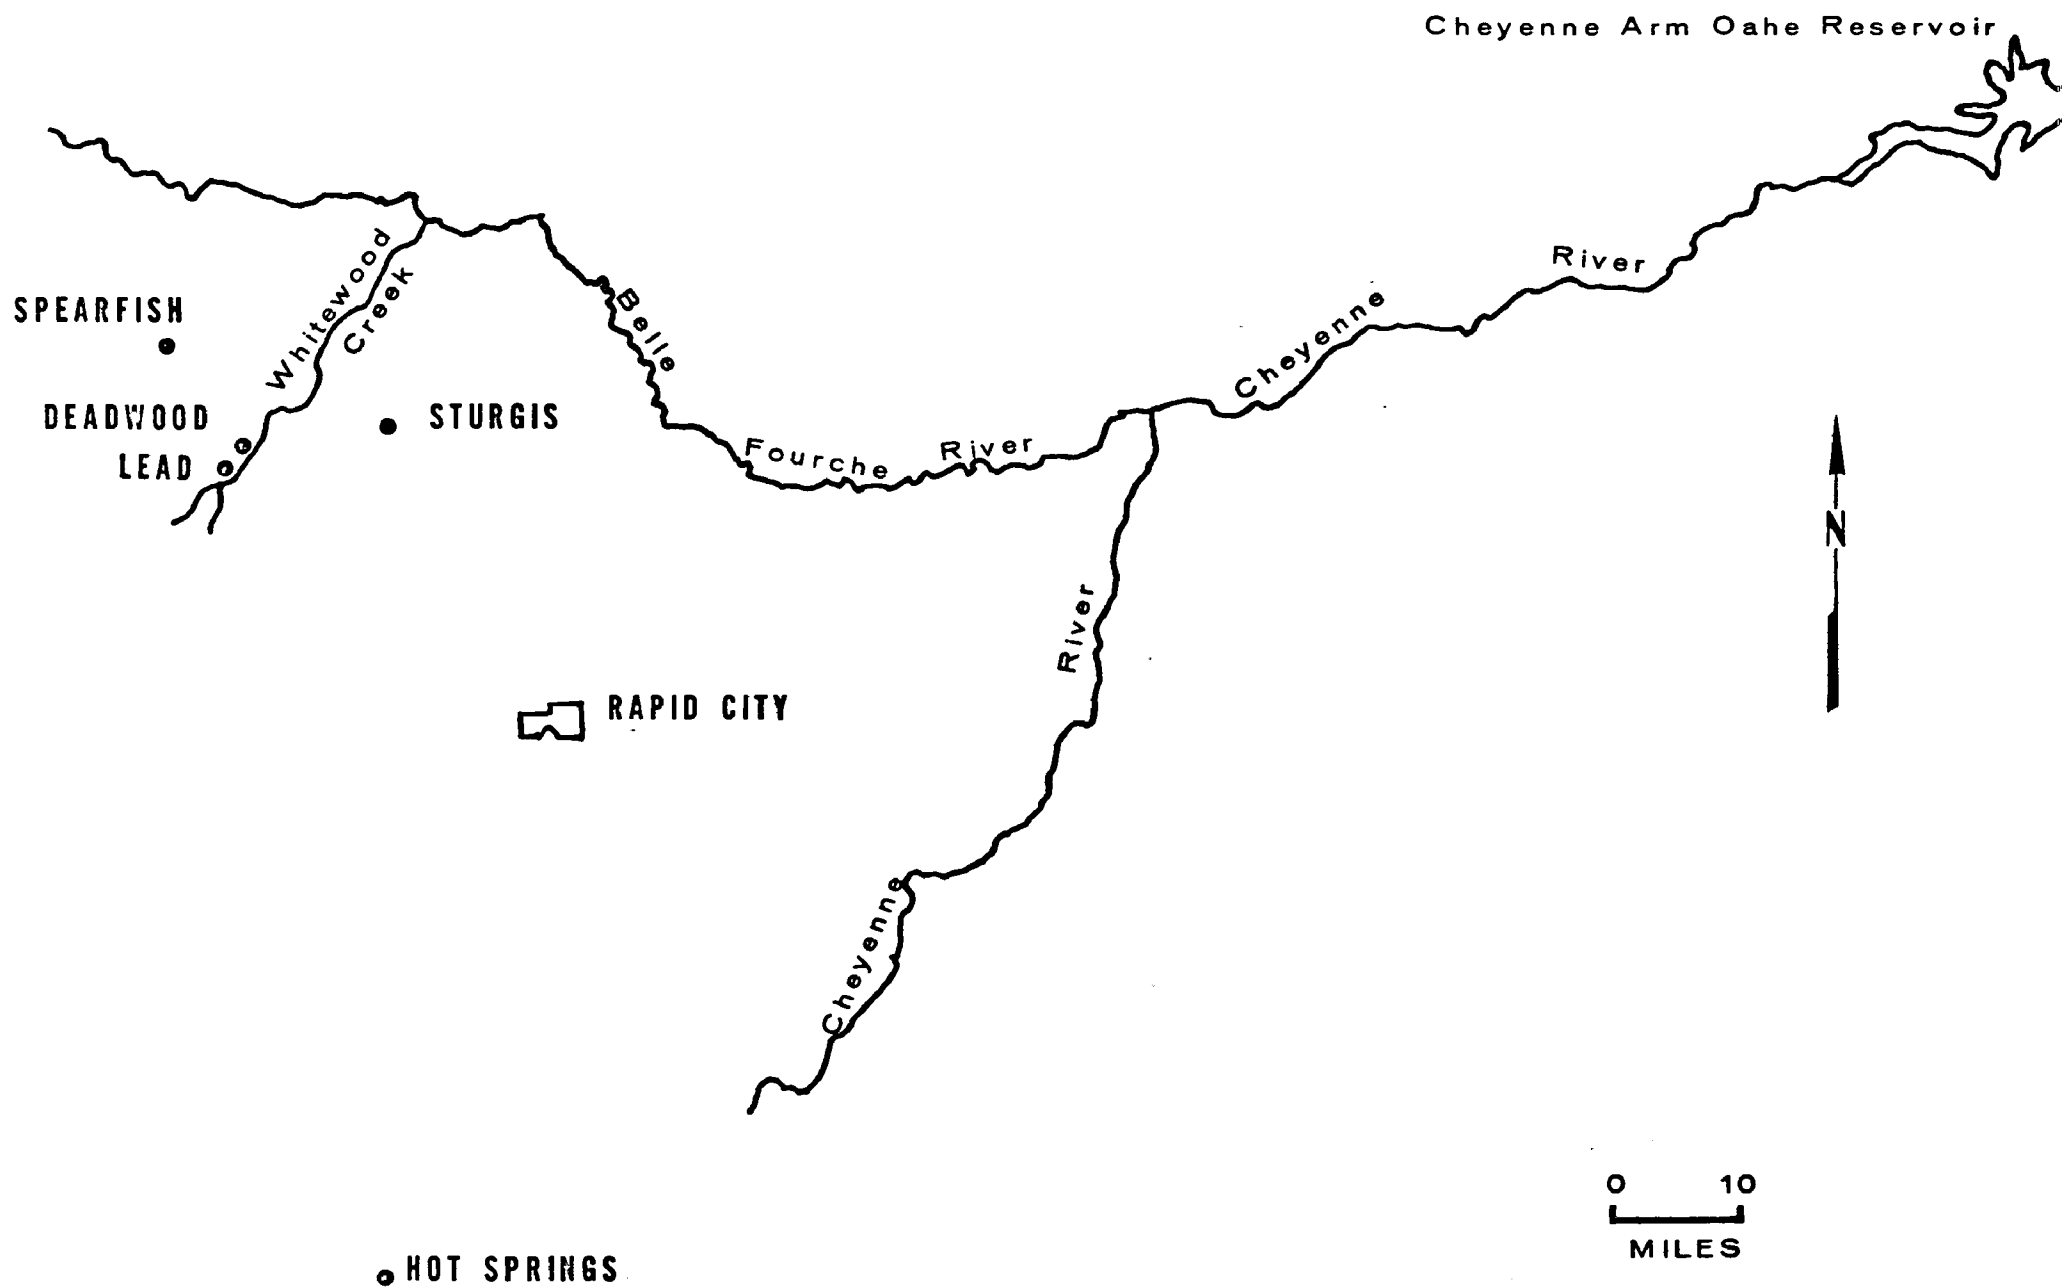 Cheyenne Arm Oahe Reservoir
Whitewood
Creek
Belle
Fourche
River
Cheyenne
River
SPEARFISH
DEADWOOD
LEAD
STURGIS
N
River
RAPID CITY
Cheyenne
0 10
MILES
HOT SPRINGS